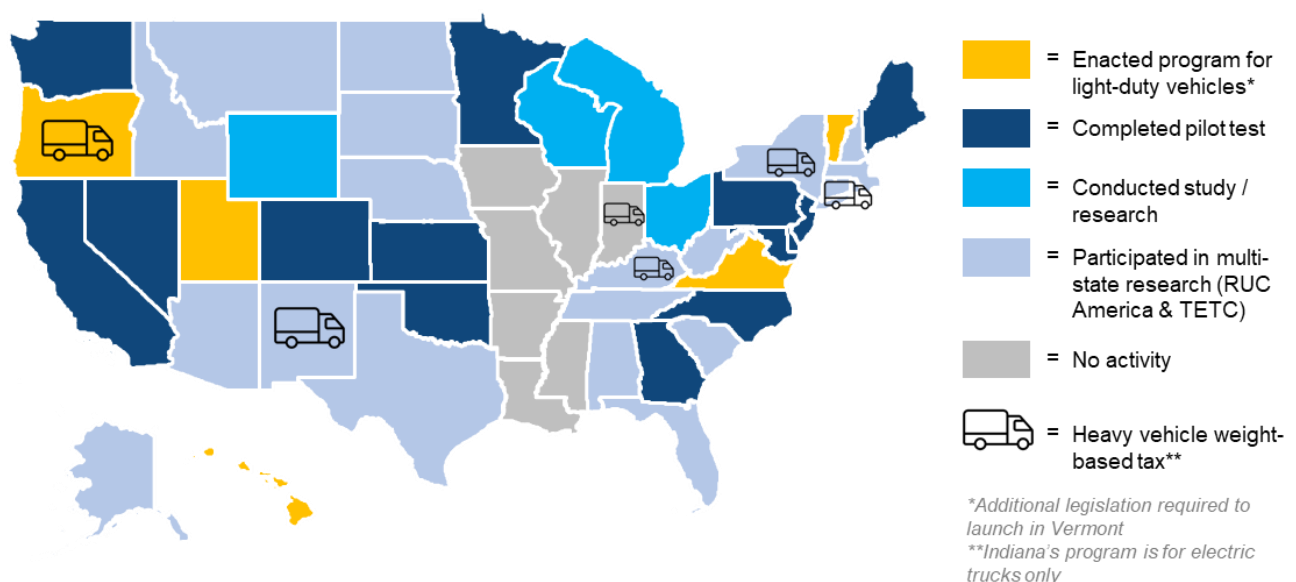 = Enacted program for
light-duty vehicles*
= Completed pilot test
= Conducted study /
research
= Participated in multi-
state research (RUC
America & TETC)
= No activity
= Heavy vehicle weight-
based tax**
*Additional legislation required to
launch in Vermont
**Indiana's program is for electric
trucks only